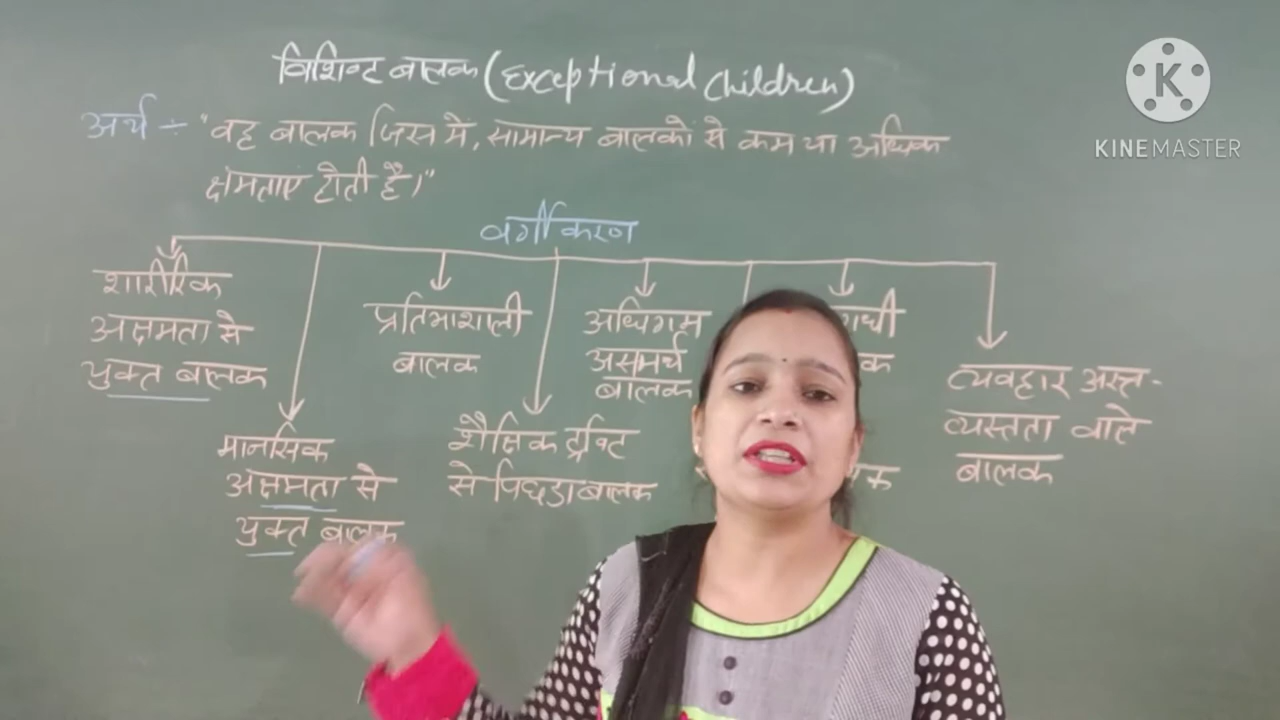 विशिष्ट बालक (Exceptional Children)
अर्थ ÷ "वह बालक जिस में, सामान्य बालकों से कम या अधिक
क्षमताएं होती है।"
वर्गीकरण
शारीरिक
अक्षमता से
युक्त बालक
मानसिक
अक्षमता से
युक्त बालक
प्रतिभाशाली
बालक
शैक्षिक दृष्टि
से पिछड़ा बालक
अधिगम
असमर्थ
बालक
व्यवहार अस्त-
व्यस्तता वाले
बालक
K
KINEMASTER